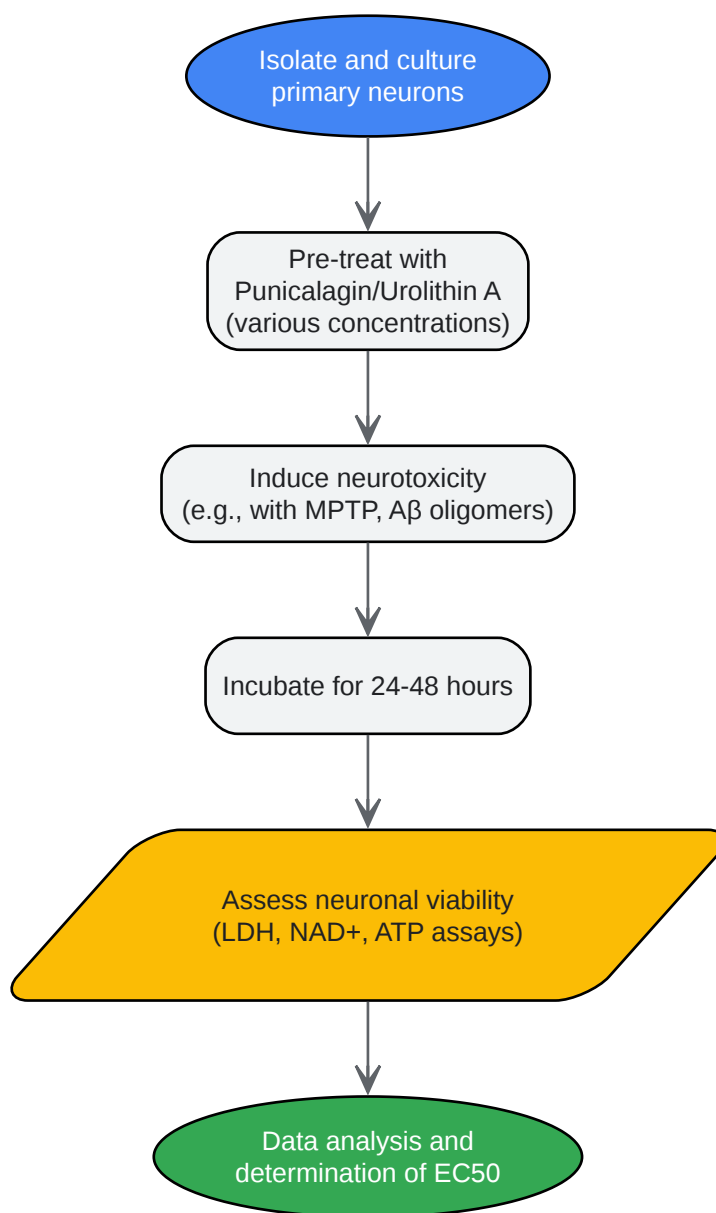 Isolate and culture
primary neurons
Pre-treat with
Punicalagin/Urolithin A
(various concentrations)
Induce neurotoxicity
(e.g., with MPTP, Aβ oligomers)
Incubate for 24-48 hours
Assess neuronal viability
(LDH, NAD+, ATP assays)
Data analysis and
determination of EC50